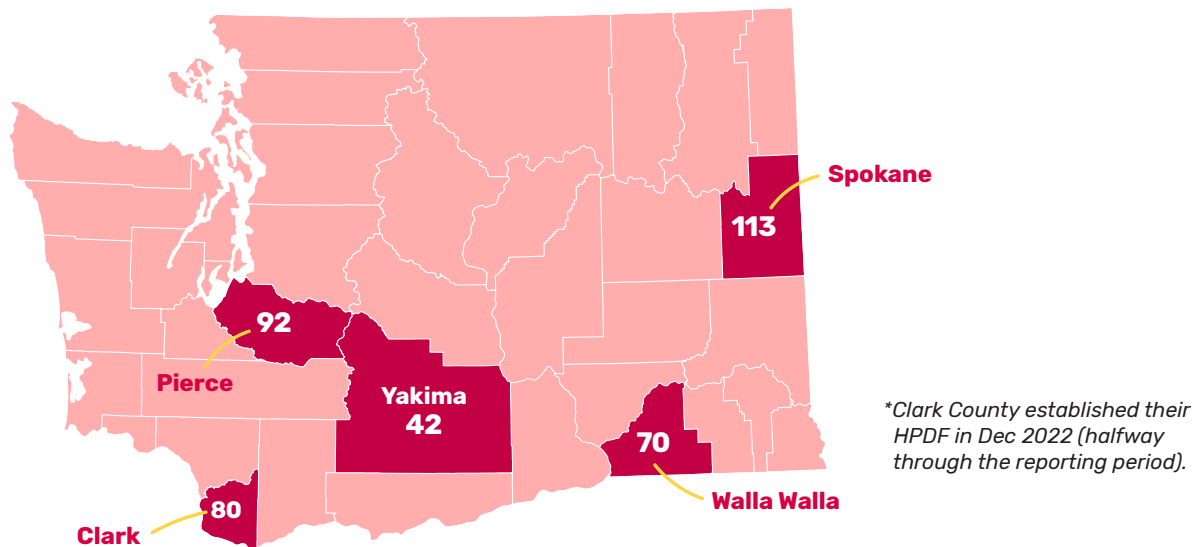 Spokane
113
92
Pierce
Yakima
42
70
Walla Walla
80
Clark
*Clark County established their
HPDF in Dec 2022 (halfway
through the reporting period).